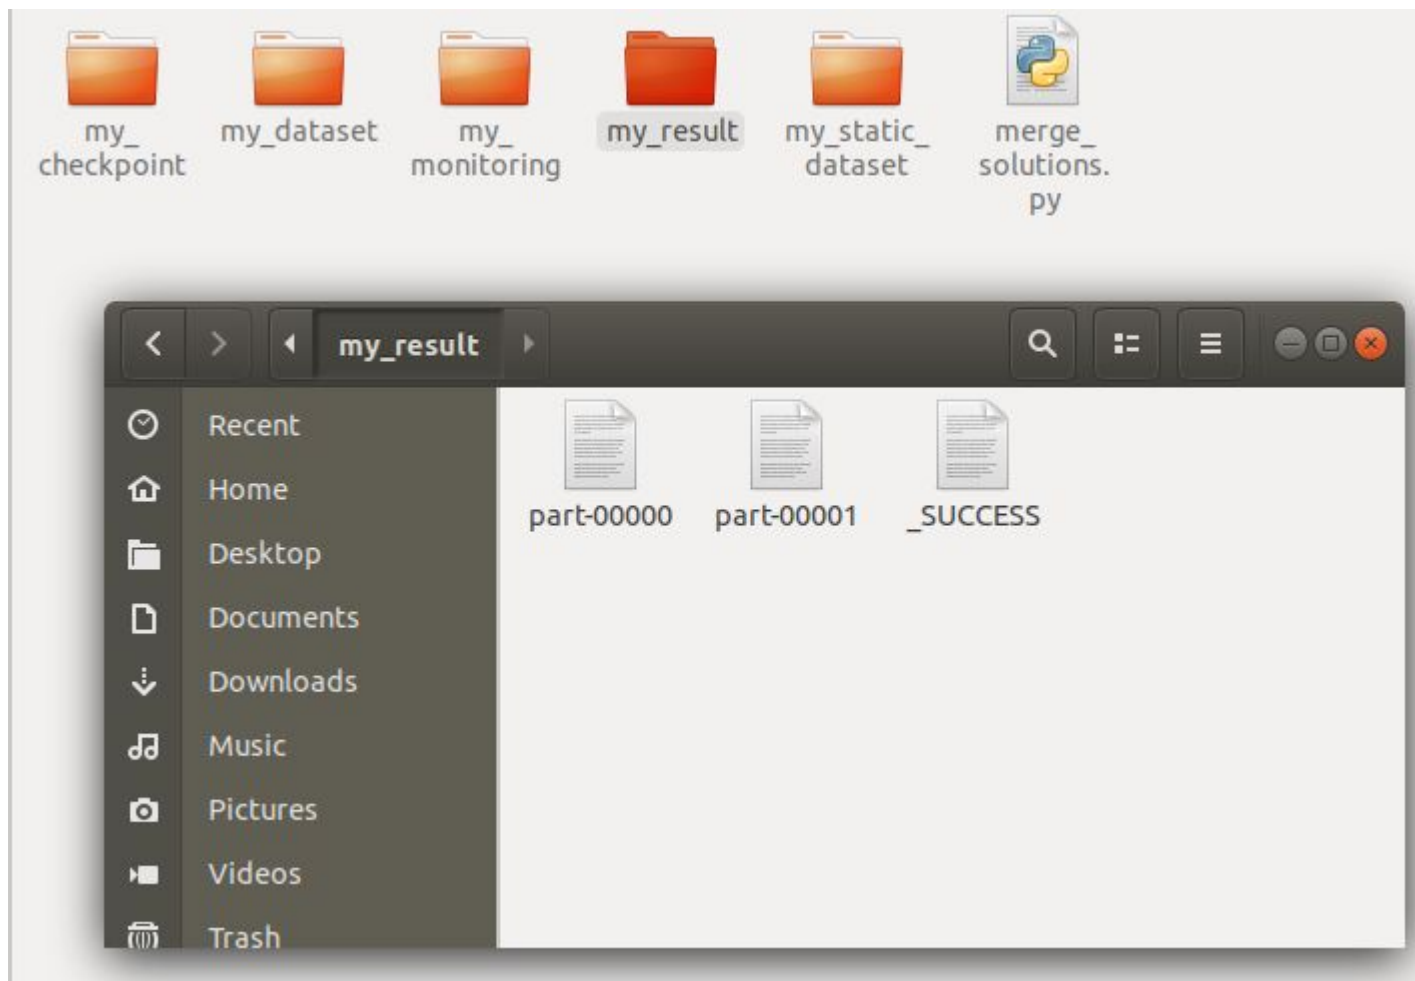 my_ my_dataset my_ my_result my_static_ merge_
checkpoint monitoring dataset solutions.
py
my_result
Recent
Home
part-00000 part-00001 _SUCCESS
Desktop
Documents
Downloads
Music
Pictures
Videos
Trash